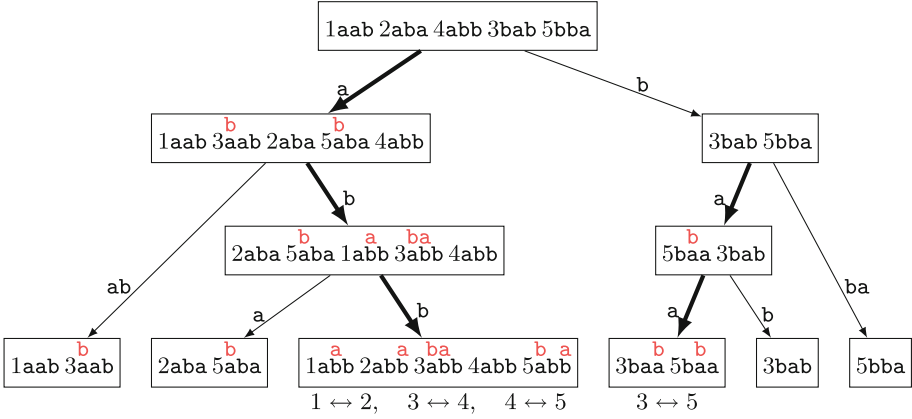 1aab 2aba 4abb 3bab 5bba
a
b
b b
1aab 3aab 2aba 5aba 4abb
3bab 5bba
b
a
b a ba
b
2aba 5aba 1abb 3abb 4abb
5baa 3bab
ab
a
b
a
b
ba
b
b
a a ba b a
b b
1aab 3aab
2aba 5aba
1abb 2abb 3abb 4abb 5abb
3baa 5baa
3bab
5bba
1 ↔ 2, 3 ↔ 4, 4 ↔ 5
3 ↔ 5